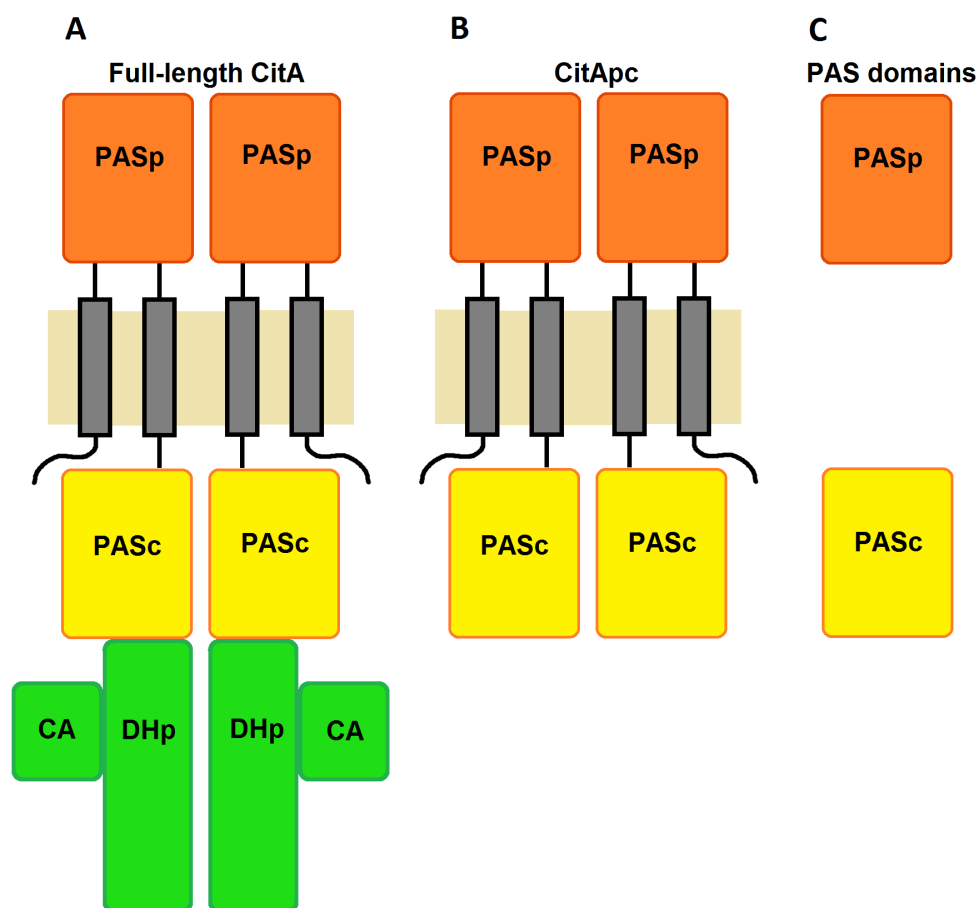 A B C
Full-length CitA CitApc PAS domains
PASp PASp PASp PASp PASp
PASc PASc PASc PASc PASc
CA DHp DHp CA